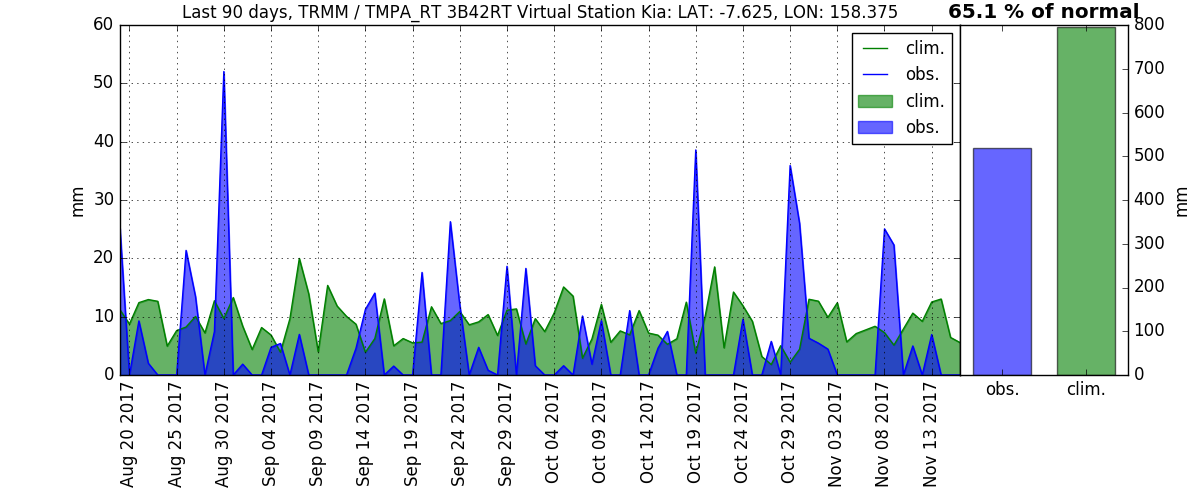 Last 90 days, TRMM / TMPA_RT 3B42RT Virtual Station Kia: LAT: -7.625, LON: 158.375
65.1 % of normal
60
50
40
30
20
10
0
mm
clim.
obs.
clim.
obs.
Aug 20 2017
Aug 25 2017
Aug 30 2017
Sep 04 2017
Sep 09 2017
Sep 14 2017
Sep 19 2017
Sep 24 2017
Sep 29 2017
Oct 04 2017
Oct 09 2017
Oct 14 2017
Oct 19 2017
Oct 24 2017
Oct 29 2017
Nov 03 2017
Nov 08 2017
Nov 13 2017
800
700
600
500
400
300
200
100
0
mm
obs.
clim.